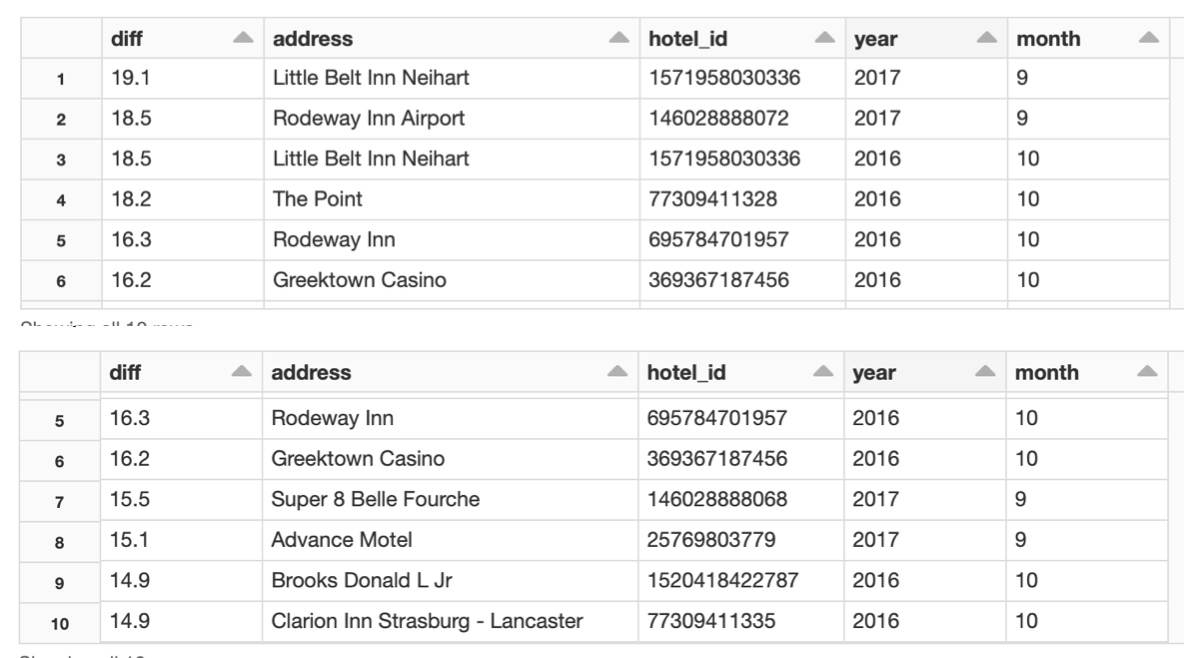 diff address hotel_id year month
1 19.1 Little Belt Inn Neihart 1571958030336 2017 9
2 18.5 Rodeway Inn Airport 146028888072 2017 9
3 18.5 Little Belt Inn Neihart 1571958030336 2016 10
4 18.2 The Point 77309411328 2016 10
5 16.3 Rodeway Inn 695784701957 2016 10
6 16.2 Greektown Casino 369367187456 2016 10
diff address hotel_id year month
5 16.3 Rodeway Inn 695784701957 2016 10
6 16.2 Greektown Casino 369367187456 2016 10
7 15.5 Super 8 Belle Fourche 146028888068 2017 9
8 15.1 Advance Motel 25769803779 2017 9
9 14.9 Brooks Donald L Jr 1520418422787 2016 10
10 14.9 Clarion Inn Strasburg - Lancaster 77309411335 2016 10